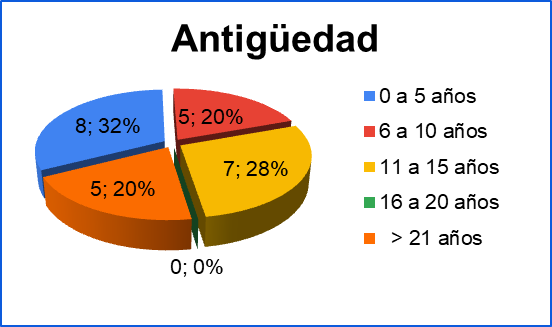 Antigüedad
8; 32%
5; 20%
7; 28%
5; 20%
0; 0%
0 a 5 años
6 a 10 años
11 a 15 años
16 a 20 años
> 21 años